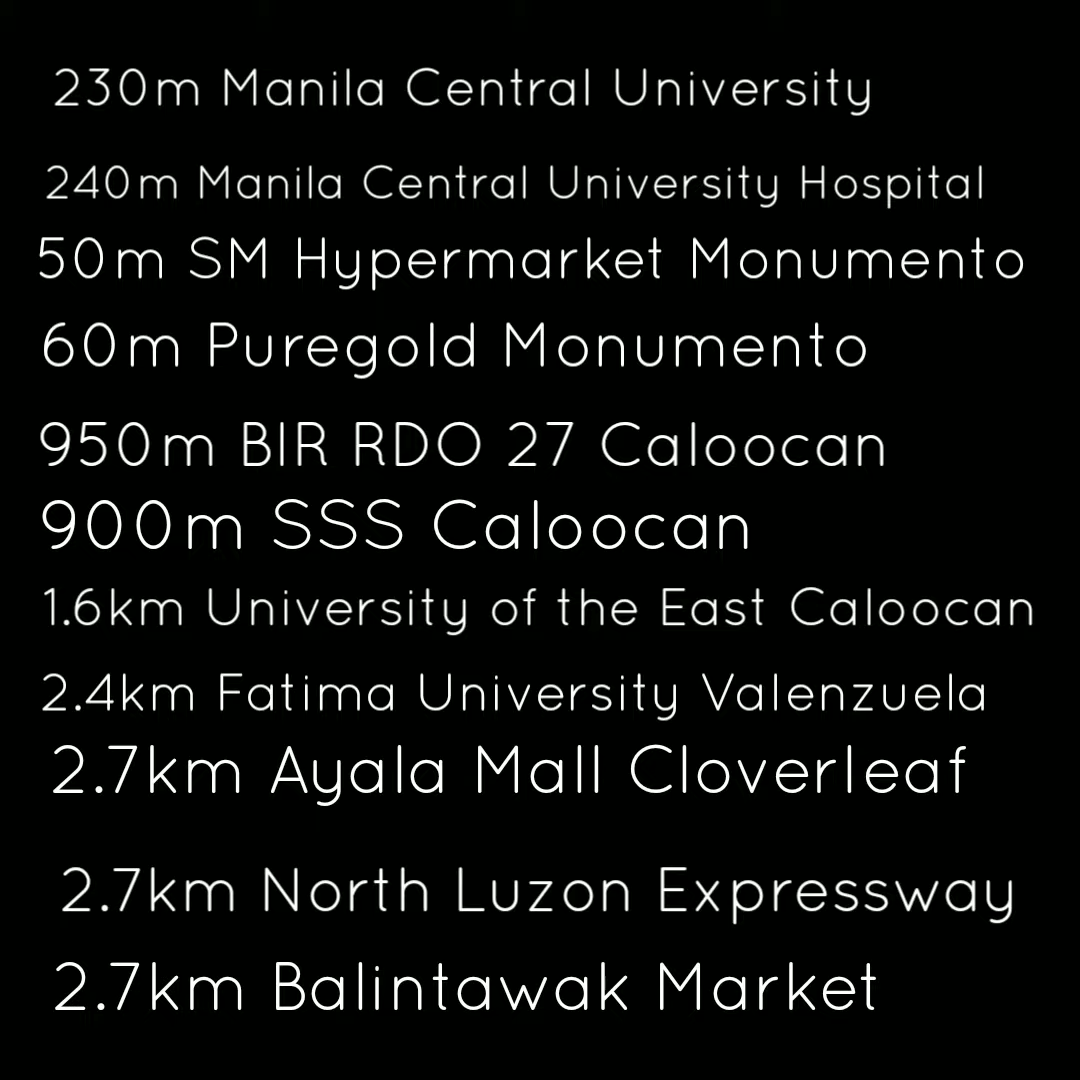 230m Manila Central University
240m Manila Central University Hospital
50m SM Hypermarket Monumento
60m Puregold Monumento
950m BIR RDO 27 Caloocan
900m SSS Caloocan
1.6km University of the East Caloocan
2.4km Fatima University Valenzuela
2.7km Ayala Mall Cloverleaf
2.7km North Luzon Expressway
2.7km Balintawak Market